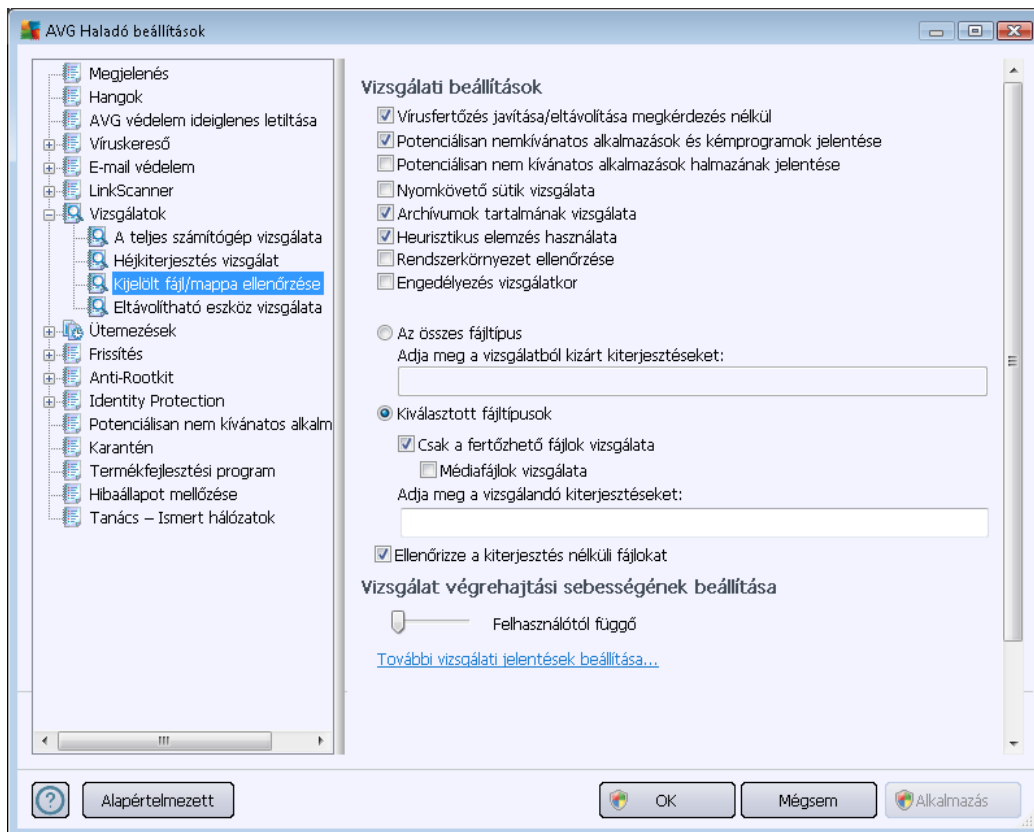 AVG Haladó beállítások
Megjelenés
Hangok
AVG védelem ideiglenes letiltása
Víruskereső
E-mail védelem
LinkScanner
Vizsgálatok
A teljes számítógép vizsgálata
Héjkiterjesztés vizsgálat
Kijelölt fájl/mappa ellenőrzése
Eltávolítható eszköz vizsgálata
Ütemezések
Frissítés
Anti-Rootkit
Identity Protection
Potenciálisan nem kívánatos alkalm
Karantén
Termékfejlesztési program
Hibaállapot mellőzése
Tanács – Ismert hálózatok
Vizsgálati beállítások
Vírusfertőzés javítása/eltávolítása megkérdezés nélkül
Potenciálisan nemkívánatos alkalmazások és kémprogramok jelentése
Potenciálisan nem kívánatos alkalmazások halmazának jelentése
Nyomkövető sütik vizsgálata
Archívumok tartalmának vizsgálata
Heurisztikus elemzés használata
Rendszerkörnyezet ellenőrzése
Engedélyezés vizsgálatkor
Az összes fájltípus
Adja meg a vizsgálatból kizárt kiterjesztéseket:
Kiválasztott fájltípusok
Csak a fertőzhető fájlok vizsgálata
Médiafájlok vizsgálata
Adja meg a vizsgálandó kiterjesztéseket:
Ellenőrizze a kiterjesztés nélküli fájlokat
Vizsgálat végrehajtási sebességének beállítása
Felhasználótól függő
További vizsgálati jelentések beállítása...
Alapértelmezett
OK
Mégsem
Alkalmazás